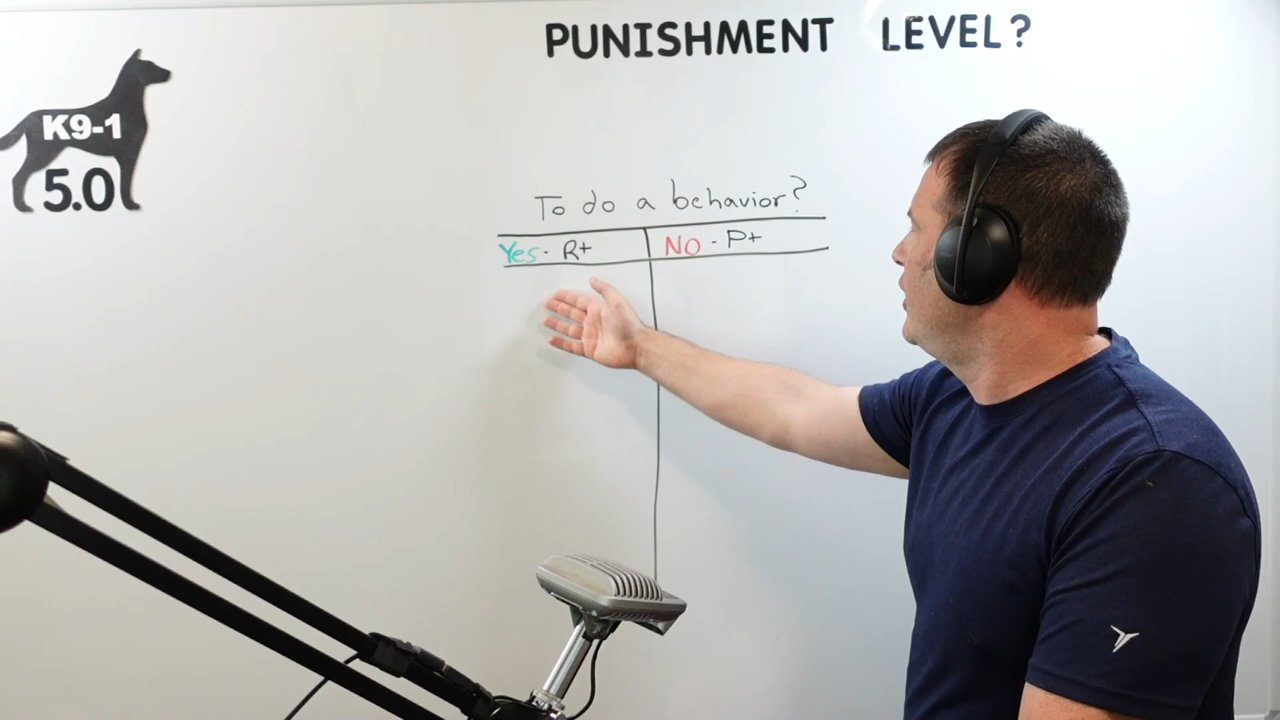 PUNISHMENT LEVEL?
K9-1
5.0
To do a behavior?
Yes - R+
NO - P+